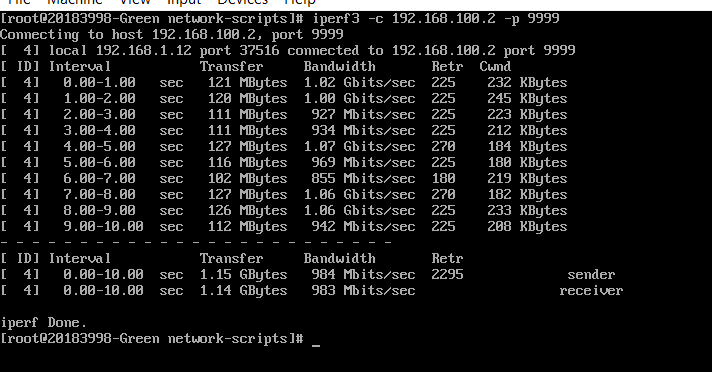 Machine View Input Devices Help
[root@20183998-Green network-scripts]# iperf3 -c 192.168.100.2 -p 9999
Connecting to host 192.168.100.2, port 9999
[  4] local 192.168.1.12 port 37516 connected to 192.168.100.2 port 9999
[ ID] Interval           Transfer     Bandwidth       Retr  Cwnd
[  4]   0.00-1.00   sec   121 MBytes  1.02 Gbits/sec  225    232 KBytes
[  4]   1.00-2.00   sec   120 MBytes  1.00 Gbits/sec  225    245 KBytes
[  4]   2.00-3.00   sec   111 MBytes   927 Mbits/sec  225    223 KBytes
[  4]   3.00-4.00   sec   111 MBytes   934 Mbits/sec  225    212 KBytes
[  4]   4.00-5.00   sec   127 MBytes  1.07 Gbits/sec  270    184 KBytes
[  4]   5.00-6.00   sec   116 MBytes   969 Mbits/sec  225    180 KBytes
[  4]   6.00-7.00   sec   102 MBytes   855 Mbits/sec  180    219 KBytes
[  4]   7.00-8.00   sec   127 MBytes  1.06 Gbits/sec  270    182 KBytes
[  4]   8.00-9.00   sec   126 MBytes  1.06 Gbits/sec  225    233 KBytes
[  4]   9.00-10.00  sec   112 MBytes   942 Mbits/sec  225    208 KBytes
- - - - - - - - - - - - - - - - - - - - - - - - -
[ ID] Interval           Transfer     Bandwidth       Retr
[  4]   0.00-10.00  sec  1.15 GBytes   984 Mbits/sec  2295             sender
[  4]   0.00-10.00  sec  1.14 GBytes   983 Mbits/sec                  receiver
iperf Done.
[root@20183998-Green network-scripts]# _